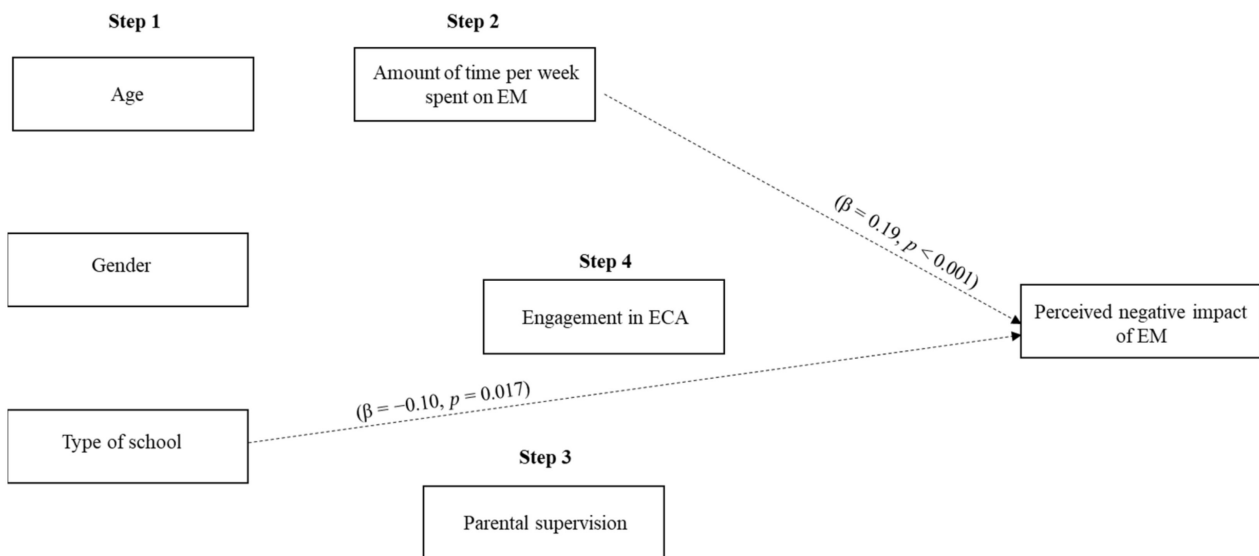 Step 1
Step 2
Age
Amount of time per week
spent on EM
(β = 0.19, p < 0.001)
Gender
Step 4
Engagement in ECA
Perceived negative impact
of EM
(β = −0.10, p = 0.017)
Type of school
Step 3
Parental supervision